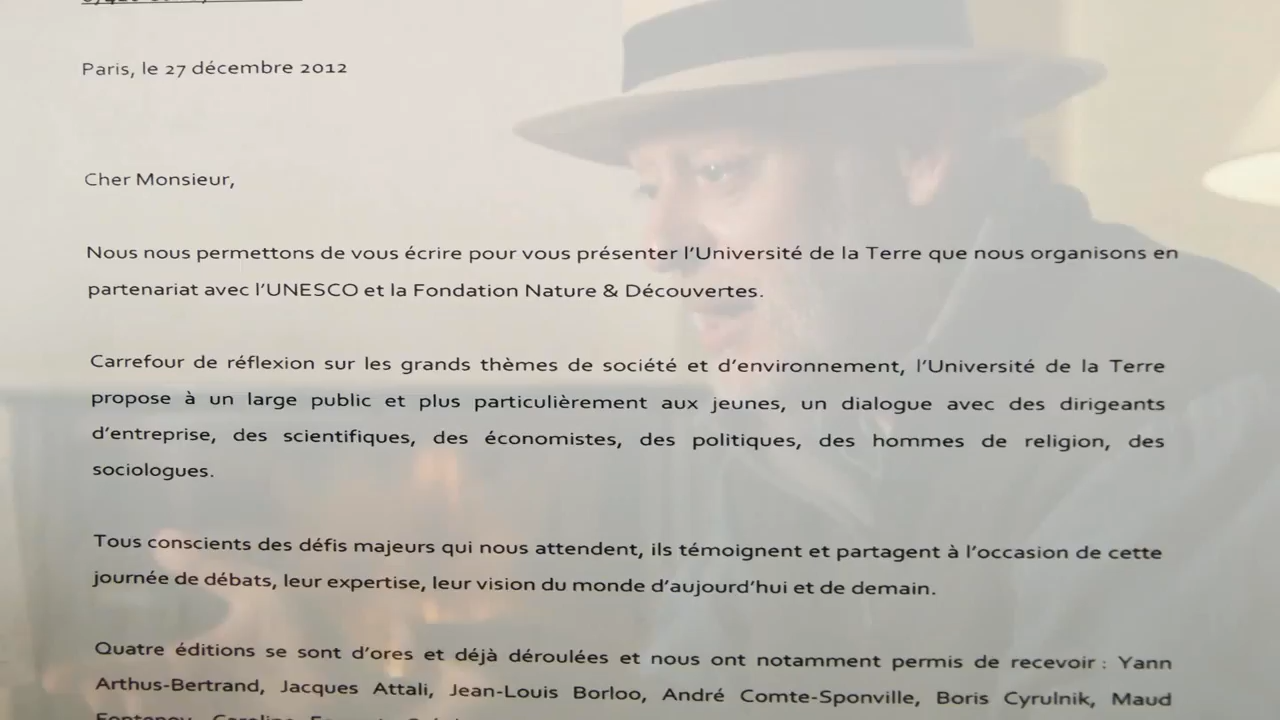 Paris, le 27 décembre 2012
Cher Monsieur,
Nous nous permettons de vous écrire pour vous présenter l'Université de la Terre que nous organisons en
partenariat avec l'UNESCO et la Fondation Nature & Découvertes.
Carrefour de réflexion sur les grands thèmes de société et d'environnement, l'Université de la Terre
propose à un large public et plus particulièrement aux jeunes, un dialogue avec des dirigeants
d'entreprise, des scientifiques, des économistes, des politiques, des hommes de religion, des
sociologues.
Tous conscients des défis majeurs qui nous attendent, ils témoignent et partagent à l'occasion de cette
journée de débats, leur expertise, leur vision du monde d'aujourd'hui et de demain.
Quatre éditions se sont d'ores et déjà déroulées et nous ont notamment permis de recevoir : Yann
Arthus-Bertrand, Jacques Attali, Jean-Louis Borloo, André Comte-Sponville, Boris Cyrulnik, Maud